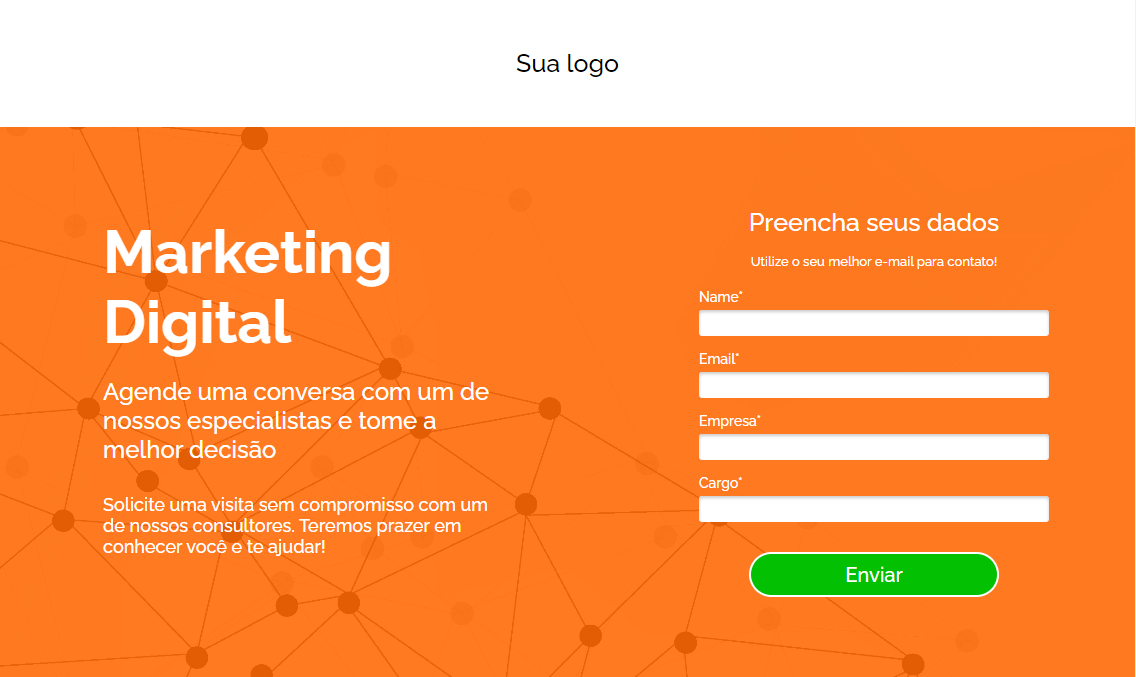 Sua logo
Marketing
Digital
Agende uma conversa com um de
nossos especialistas e tome a
melhor decisão
Solicite uma visita sem compromisso com um
de nossos consultores. Teremos prazer em
conhecer você e te ajudar!
Preencha seus dados
Utilize o seu melhor e-mail para contato!
Name*
Email*
Empresa*
Cargo*
Enviar